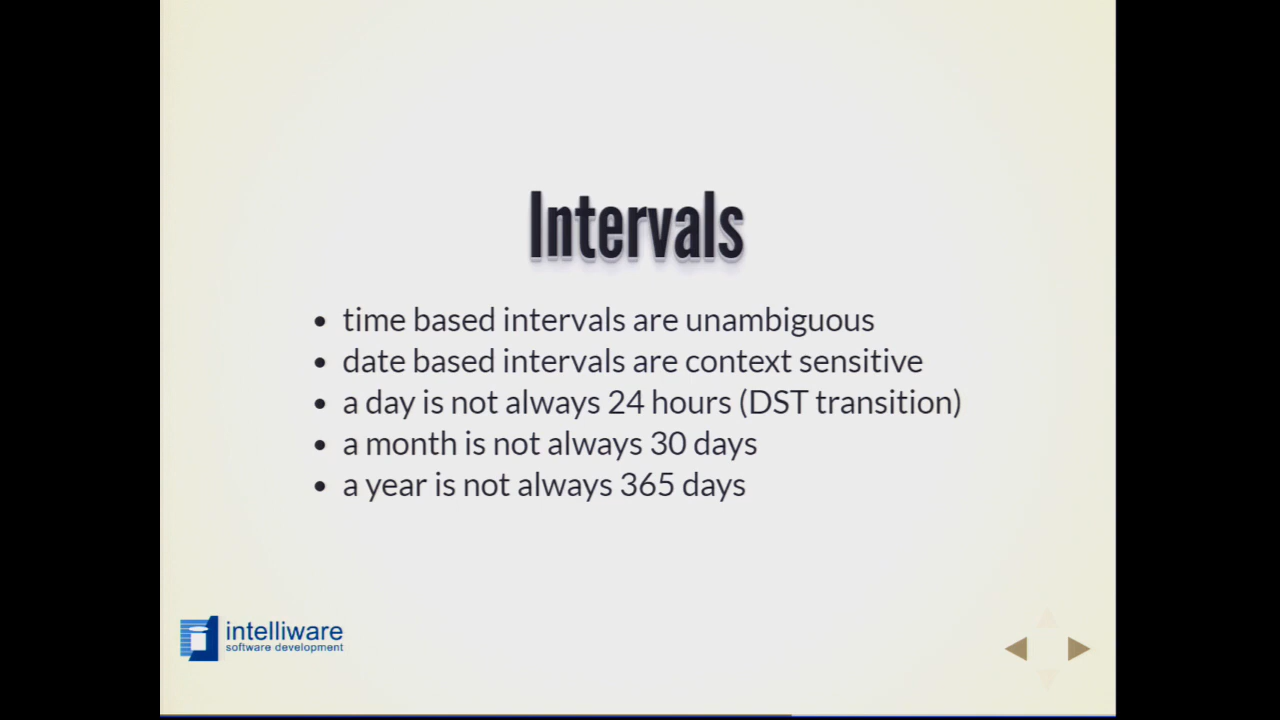 Intervals
• time based intervals are unambiguous
• date based intervals are context sensitive
• a day is not always 24 hours (DST transition)
• a month is not always 30 days
• a year is not always 365 days
intelliware
software development